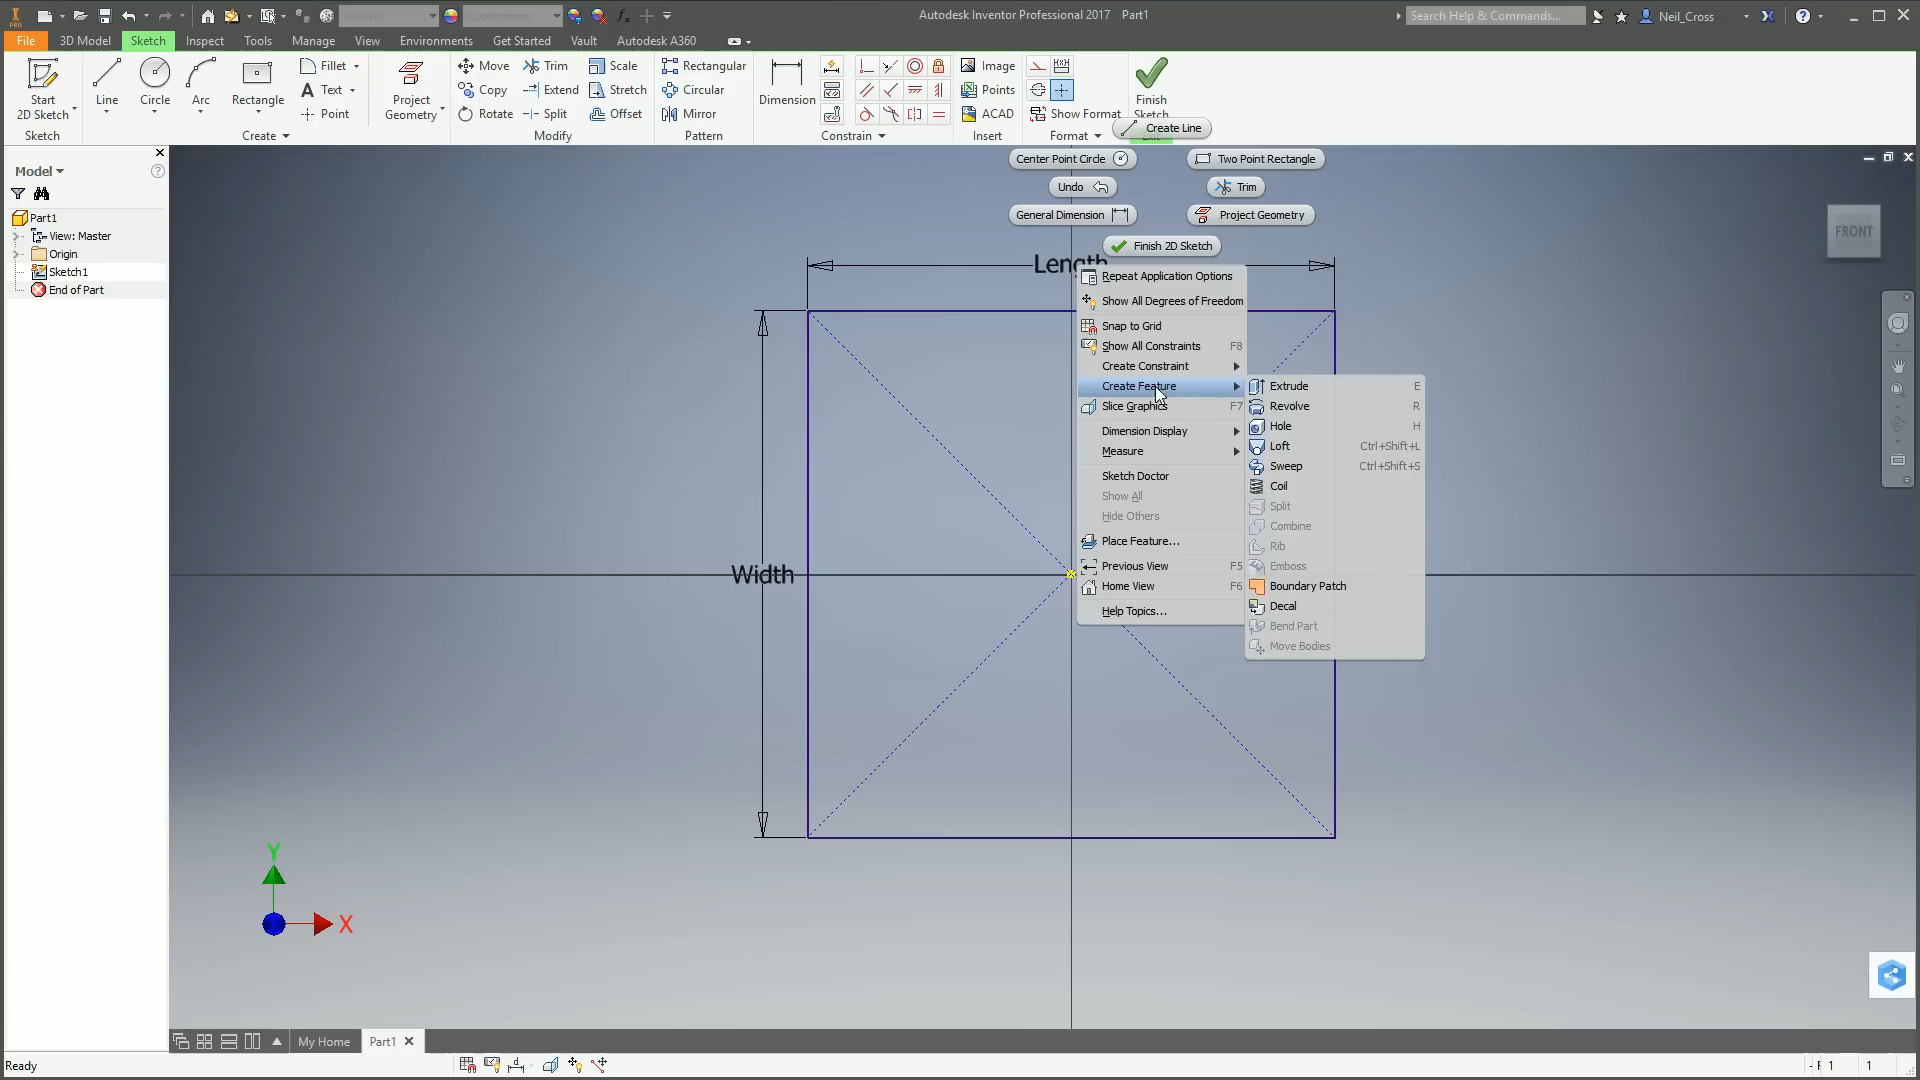 PRO
Autodesk Inventor Professional 2017 Part1
Search Help & Commands...
Neil_Cross
File 3D Model Sketch Inspect Tools Manage View Environments Get Started Vault Autodesk A360
Start
2D Sketch
Line
Circle
Arc
Rectangle
Fillet
Text
Point
Project
Geometry
Move
Copy
Rotate
Trim
Extend
Split
Scale
Stretch
Offset
Rectangular
Circular
Mirror
Dimension
Image
Points
ACAD
Show Format
Finish
Sketch
Sketch
Create
Modify
Pattern
Constrain
Insert
Format
Create Line
Center Point Circle
Two Point Rectangle
Undo
Trim
General Dimension
Project Geometry
Finish 2D Sketch
Model
Part1
View: Master
Origin
Sketch1
End of Part
FRONT
Length
Width
Repeat Application Options
Show All Degrees of Freedom
Snap to Grid
Show All Constraints F8
Create Constraint
Create Feature
Slice Graphics F7
Dimension Display
Measure
Sketch Doctor
Show All
Hide Others
Place Feature...
Previous View F5
Home View F6
Help Topics...
Extrude E
Revolve R
Hole H
Loft Ctrl+Shift+L
Sweep Ctrl+Shift+S
Coil
Split
Combine
Rib
Emboss
Boundary Patch
Decal
Bend Part
Move Bodies
Y
X
My Home
Part1
Ready
1 1